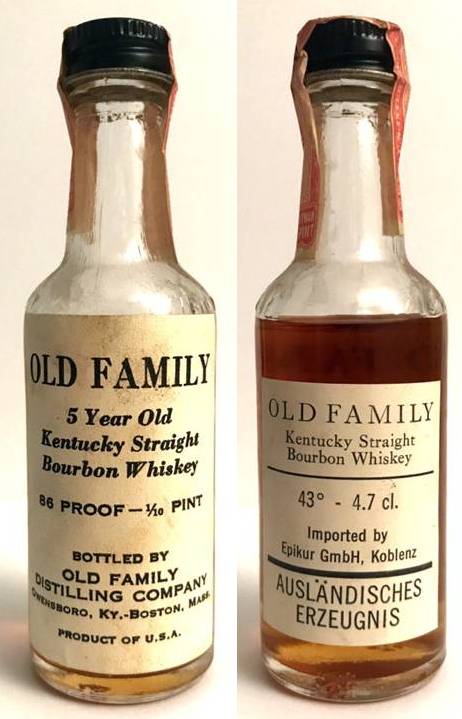 OLD FAMILY
5 Year Old
Kentucky Straight
Bourbon Whiskey
86 PROOF — 1/10 PINT
BOTTLED BY
OLD FAMILY
DISTILLING COMPANY
OWENSBORO, KY.-BOSTON, MASS.
PRODUCT OF U.S.A.
OLD FAMILY
Kentucky Straight
Bourbon Whiskey
43° - 4.7 cl.
Imported by
Epikur GmbH, Koblenz
AUSLÄNDISCHES
ERZEUGNIS